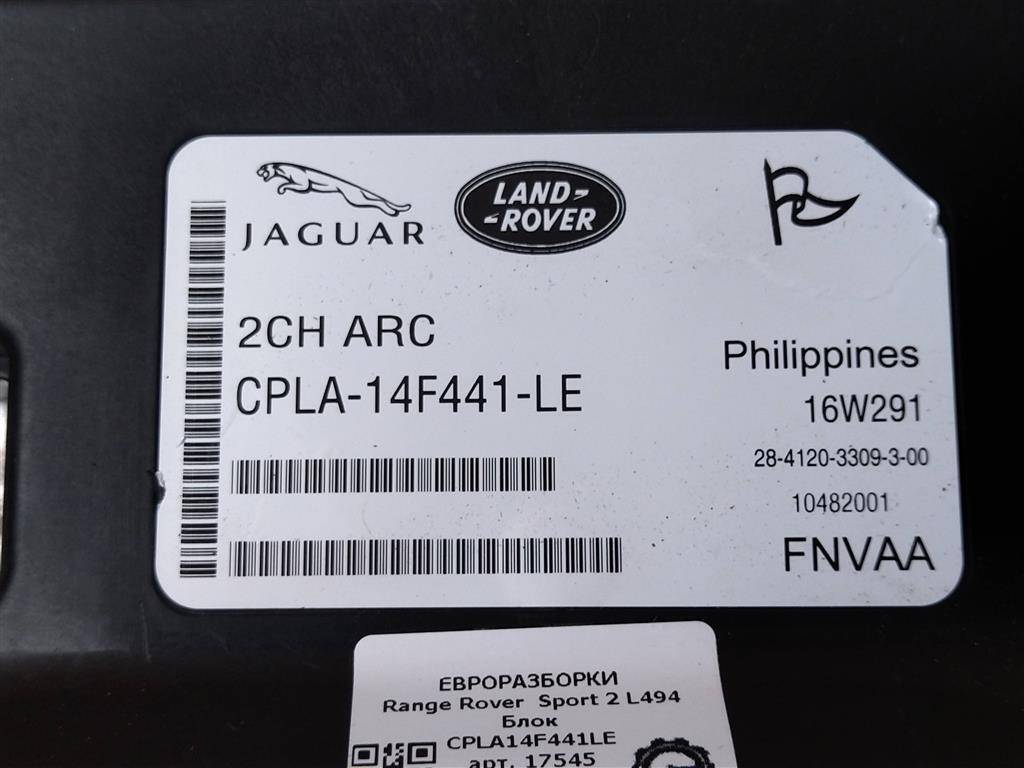 JAGUAR
LAND-
-ROVER
2CH ARC
CPLA-14F441-LE
Philippines
16W291
28-4120-3309-3-00
10482001
FNVAA
ЕВРОРАЗБОРКИ
Range Rover Sport 2 L494
Блок
CPLA14F441LE
арт. 17545